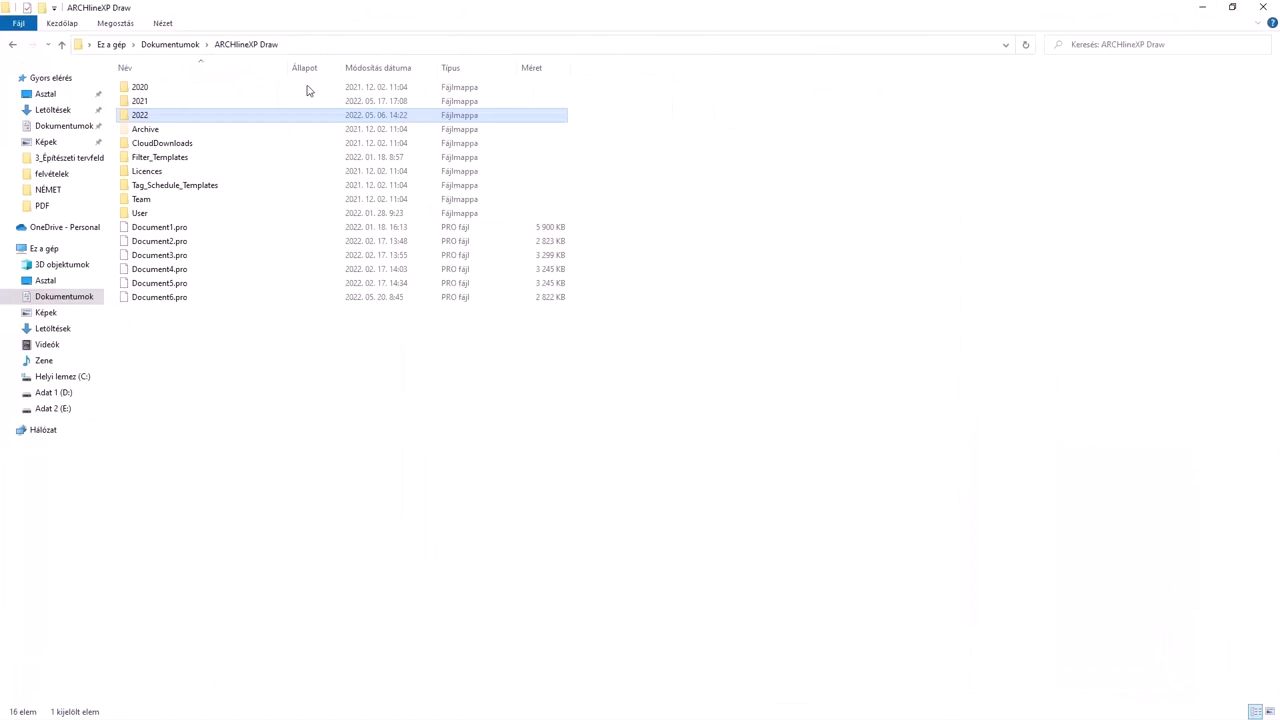 ARCHlineXP Draw
Fájl Kezdőlap Megosztás Nézet
Ez a gép Dokumentumok ARCHlineXP Draw Keresés: ARCHlineXP Draw
Név Állapot Módosítás dátuma Típus Méret
Gyors elérés
Asztal
Letöltések
Dokumentumok
Képek
3_Építészeti tervfeld
felvételek
NÉMET
PDF
OneDrive - Personal
Ez a gép
3D objektumok
Asztal
Dokumentumok
Képek
Letöltések
Videók
Zene
Helyi lemez (C:)
Adat 1 (D:)
Adat 2 (E:)
Hálózat
2020 2021. 12. 02. 11:04 Fájlmappa
2021 2022. 05. 17. 17:08 Fájlmappa
2022 2022. 05. 06. 14:22 Fájlmappa
Archive 2021. 12. 02. 11:04 Fájlmappa
CloudDownloads 2021. 12. 02. 11:04 Fájlmappa
Filter_Templates 2022. 01. 18. 8:57 Fájlmappa
Licences 2021. 12. 02. 11:04 Fájlmappa
Tag_Schedule_Templates 2021. 12. 02. 11:04 Fájlmappa
Team 2021. 12. 02. 11:04 Fájlmappa
User 2022. 01. 28. 9:23 Fájlmappa
Document1.pro 2022. 01. 18. 16:13 PRO fájl 5 900 KB
Document2.pro 2022. 02. 17. 13:48 PRO fájl 2 823 KB
Document3.pro 2022. 02. 17. 13:55 PRO fájl 3 299 KB
Document4.pro 2022. 02. 17. 14:03 PRO fájl 3 245 KB
Document5.pro 2022. 02. 17. 14:34 PRO fájl 3 245 KB
Document6.pro 2022. 05. 20. 8:45 PRO fájl 2 822 KB
16 elem 1 kijelölt elem